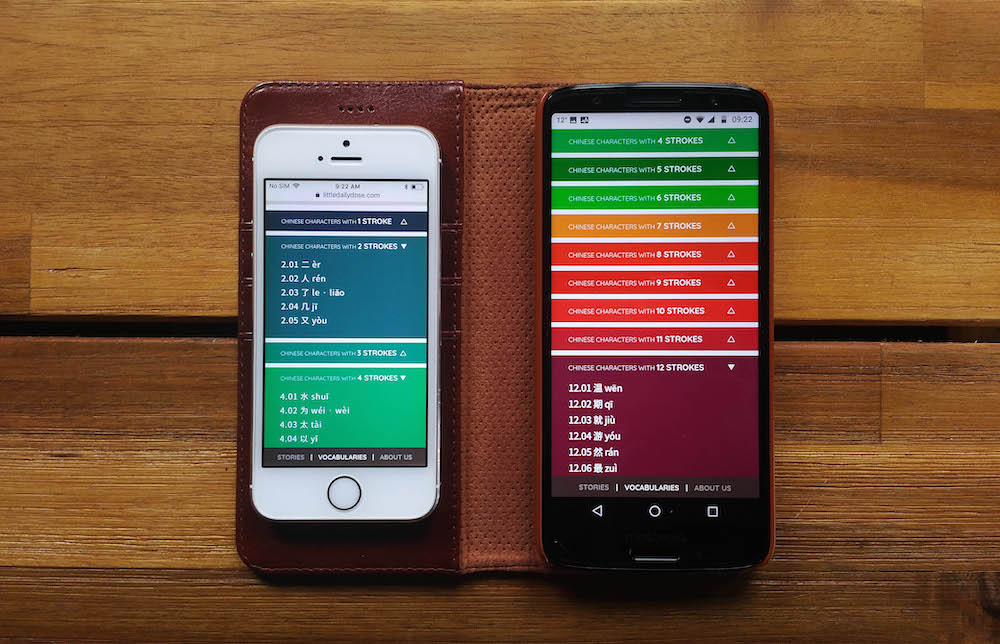 No SIM 9:22 AM
littledailydose.com
CHINESE CHARACTERS WITH 1 STROKE △
CHINESE CHARACTERS WITH 2 STROKES ▼
2.01 二 èr
2.02 人 rén
2.03 了 le · liǎo
2.04 几 jī
2.05 又 yòu
CHINESE CHARACTERS WITH 3 STROKES △
CHINESE CHARACTERS WITH 4 STROKES ▼
4.01 水 shuǐ
4.02 为 wéi · wèi
4.03 太 tài
4.04 以 yǐ
STORIES | VOCABULARIES | ABOUT US
12° 09:22
CHINESE CHARACTERS WITH 4 STROKES △
CHINESE CHARACTERS WITH 5 STROKES △
CHINESE CHARACTERS WITH 6 STROKES △
CHINESE CHARACTERS WITH 7 STROKES △
CHINESE CHARACTERS WITH 8 STROKES △
CHINESE CHARACTERS WITH 9 STROKES △
CHINESE CHARACTERS WITH 10 STROKES △
CHINESE CHARACTERS WITH 11 STROKES △
CHINESE CHARACTERS WITH 12 STROKES ▼
12.01 温 wēn
12.02 期 qī
12.03 就 jiù
12.04 游 yóu
12.05 然 rán
12.06 最 zuì
STORIES | VOCABULARIES | ABOUT US